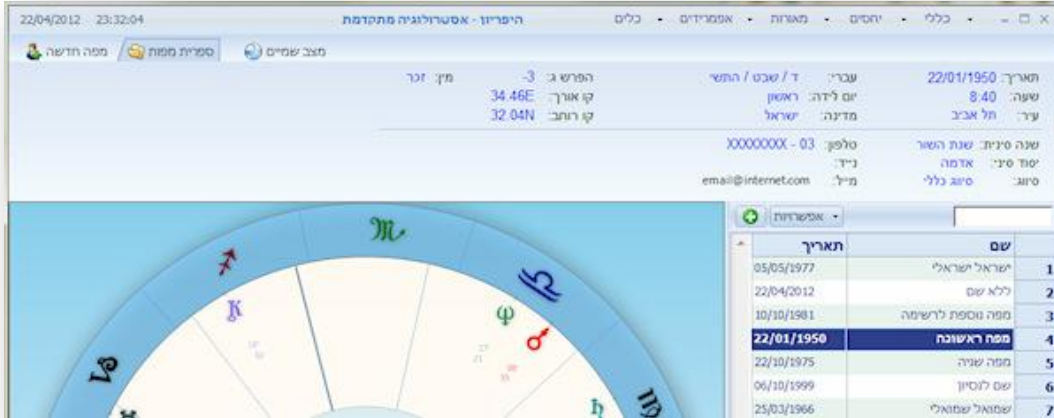 כללי יחסים מאורות אפמרידים כלים היפריון - אסטרולוגיה מתקדמת 22/04/2012 23:32:04
מצב שמיים ספרית מפות מפה חדשה
תאריך: 22/01/1950 עברי: ד / שבט / התשי הפרש ג: -3 מין: זכר
שעה: 8:40 יום לידה: ראשון קו אורך: 34.46E
עיר: תל אביב מדינה: ישראל קו רוחב: 32.04N
שנה סינית: שנת השור טלפון: 03 - XXXXXXXX
יסוד סיני: אדמה נייד:
סיווג: סיווג כללי מייל: email@internet.com
אפשרויות
שם תאריך
1 ישראל ישראלי 05/05/1977
2 ללא שם 22/04/2012
3 מפה נוספת לרשימה 10/10/1981
4 מפה ראשונה 22/01/1950
5 מפה שניה 22/10/1975
6 שם לנסיון 06/10/1999
7 שמואל שמואלי 25/03/1966